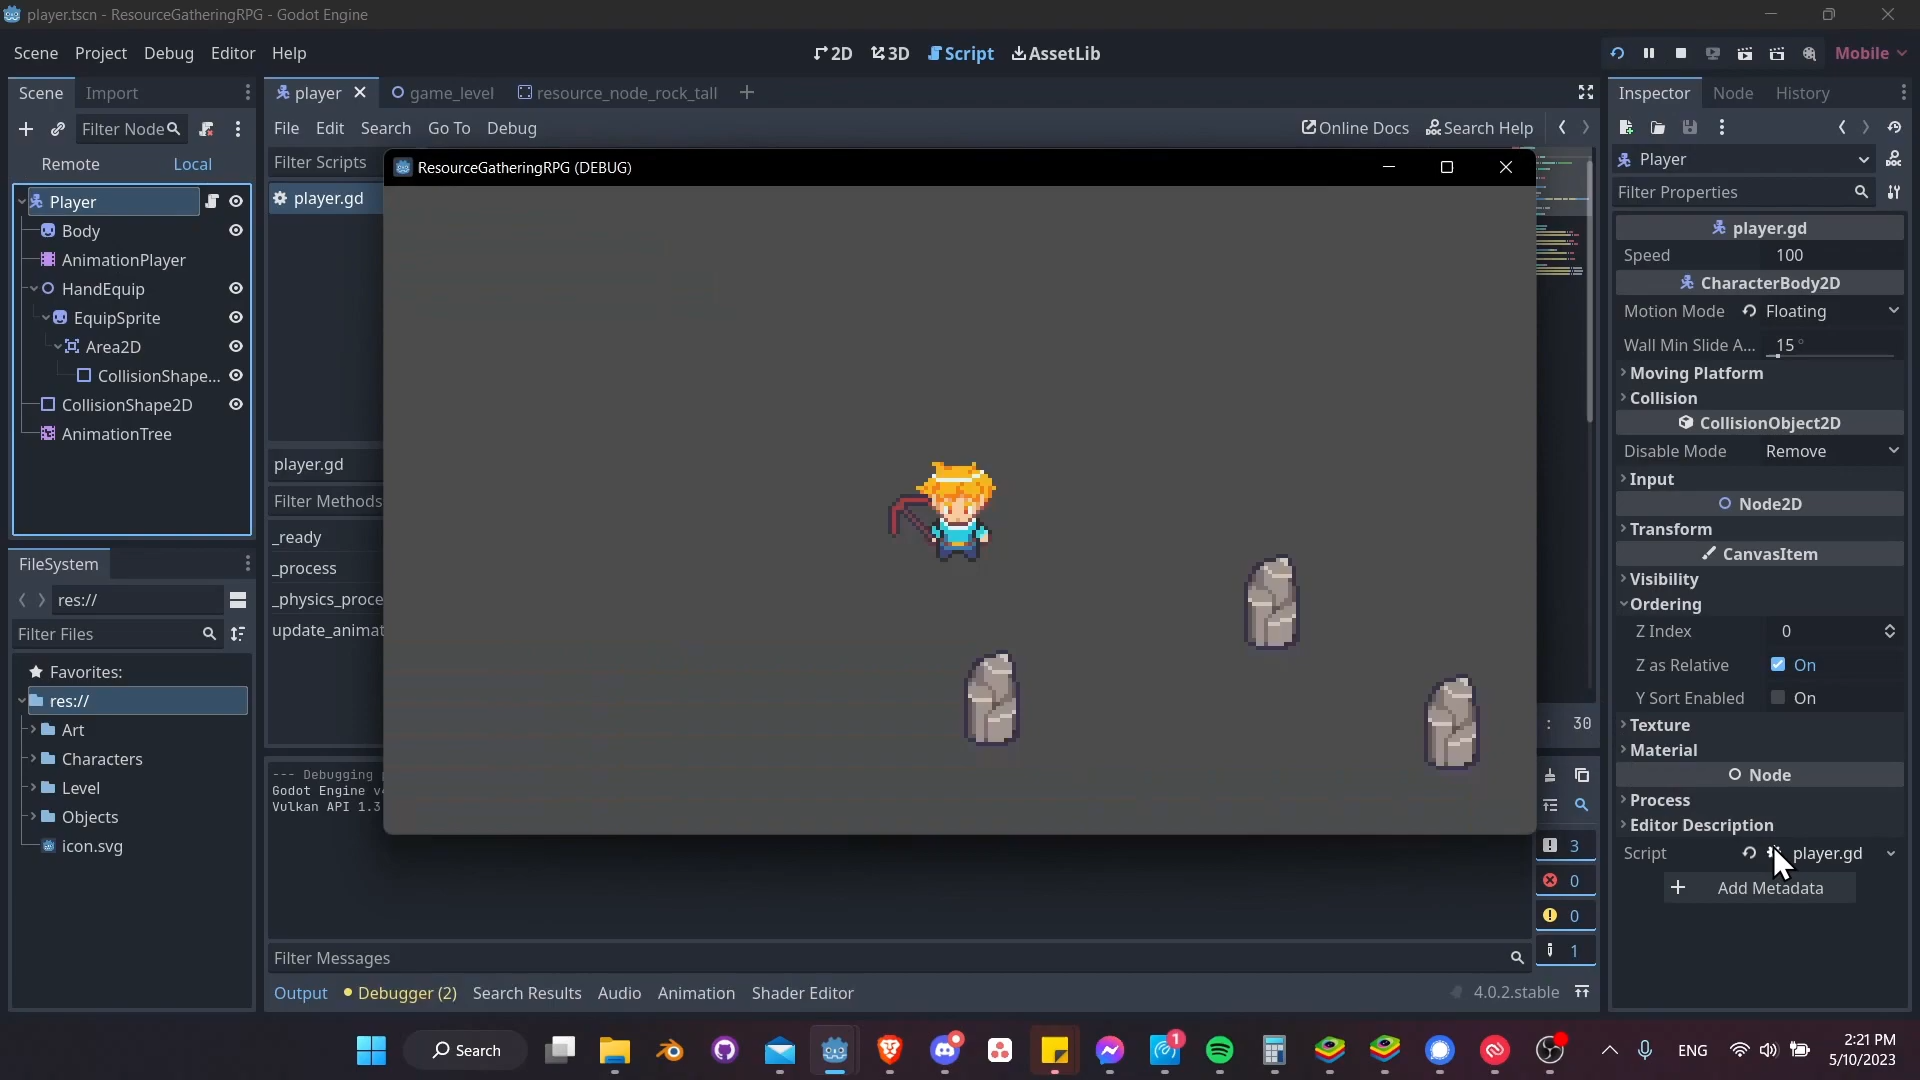 player.tscn - ResourceGatheringRPG - Godot Engine
Scene Project Debug Editor Help
2D 3D Script AssetLib
Mobile
Scene Import
Filter Node
Remote Local
Player
Body
AnimationPlayer
HandEquip
EquipSprite
Area2D
CollisionShape...
CollisionShape2D
AnimationTree
FileSystem
res://
Filter Files
Favorites:
res://
Art
Characters
Level
Objects
icon.svg
player game_level resource_node_rock_tall
File Edit Search Go To Debug
Online Docs Search Help
Filter Scripts
player.gd
player.gd
Filter Methods
_ready
_process
_physics_proce
update_animat
ResourceGatheringRPG (DEBUG)
: 30
--- Debugging
Godot Engine v
Vulkan API 1.3
3
0
0
1
Filter Messages
Output Debugger (2) Search Results Audio Animation Shader Editor
4.0.2.stable
Inspector Node History
Player
Filter Properties
player.gd
Speed 100
CharacterBody2D
Motion Mode Floating
Wall Min Slide A... 15 °
Moving Platform
Collision
CollisionObject2D
Disable Mode Remove
Input
Node2D
Transform
CanvasItem
Visibility
Ordering
Z Index 0
Z as Relative On
Y Sort Enabled On
Texture
Material
Node
Process
Editor Description
Script player.gd
Add Metadata
Search
1
ENG
2:21 PM
5/10/2023